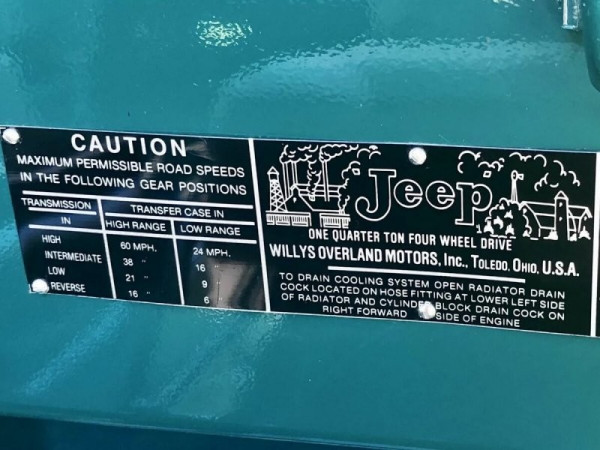 CAUTION
MAXIMUM PERMISSIBLE ROAD SPEEDS
IN THE FOLLOWING GEAR POSITIONS
TRANSMISSION IN
TRANSFER CASE IN
HIGH RANGE LOW RANGE
HIGH 60 MPH. 24 MPH.
INTERMEDIATE 38 " 16 "
LOW 21 " 9 "
REVERSE 16 " 6 "
"Jeep"
ONE QUARTER TON FOUR WHEEL DRIVE
WILLYS OVERLAND MOTORS, Inc., TOLEDO, OHIO, U.S.A.
TO DRAIN COOLING SYSTEM OPEN RADIATOR DRAIN
COCK LOCATED ON HOSE FITTING AT LOWER LEFT SIDE
OF RADIATOR AND CYLINDER BLOCK DRAIN COCK ON
RIGHT FORWARD SIDE OF ENGINE